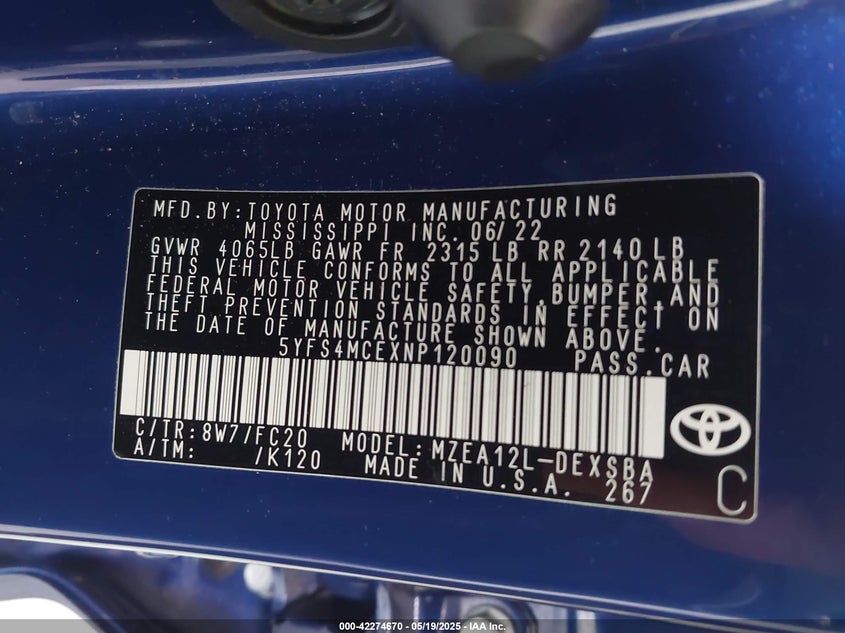 MFD.BY:TOYOTA MOTOR MANUFACTURING
MISSISSIPPI INC. 06/22
GVWR 4065LB GAWR FR 2315 LB RR 2140 LB
THIS VEHICLE CONFORMS TO ALL APPLICABLE
FEDERAL MOTOR VEHICLE SAFETY,BUMPER,AND
THEFT PREVENTION STANDARDS IN EFFECT ON
THE DATE OF MANUFACTURE SHOWN ABOVE.
5YFS4MCEXNP120090 PASS.CAR
C/TR:8W7/FC20 MODEL:MZEA12L-DEXSBA
A/TM: /K120 MADE IN U.S.A. 267
C
000-42274670 - 05/19/2025 - IAA Inc.